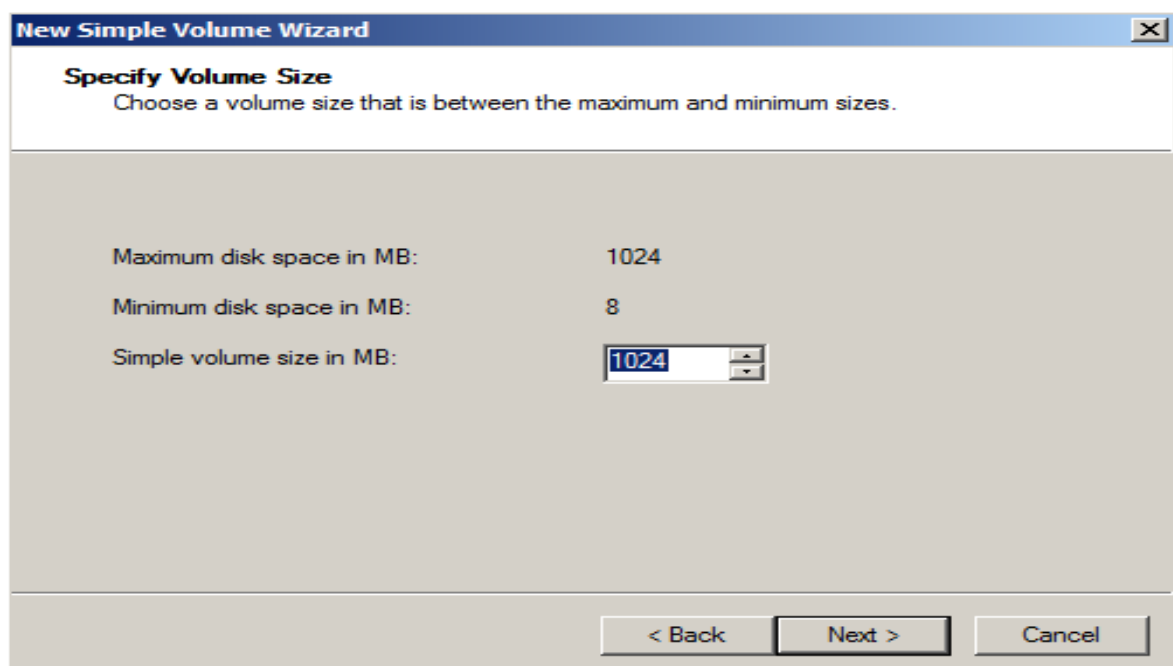 New Simple Volume Wizard
Specify Volume Size
Choose a volume size that is between the maximum and minimum sizes.
Maximum disk space in MB: 1024
Minimum disk space in MB: 8
Simple volume size in MB: 1024
< Back Next > Cancel